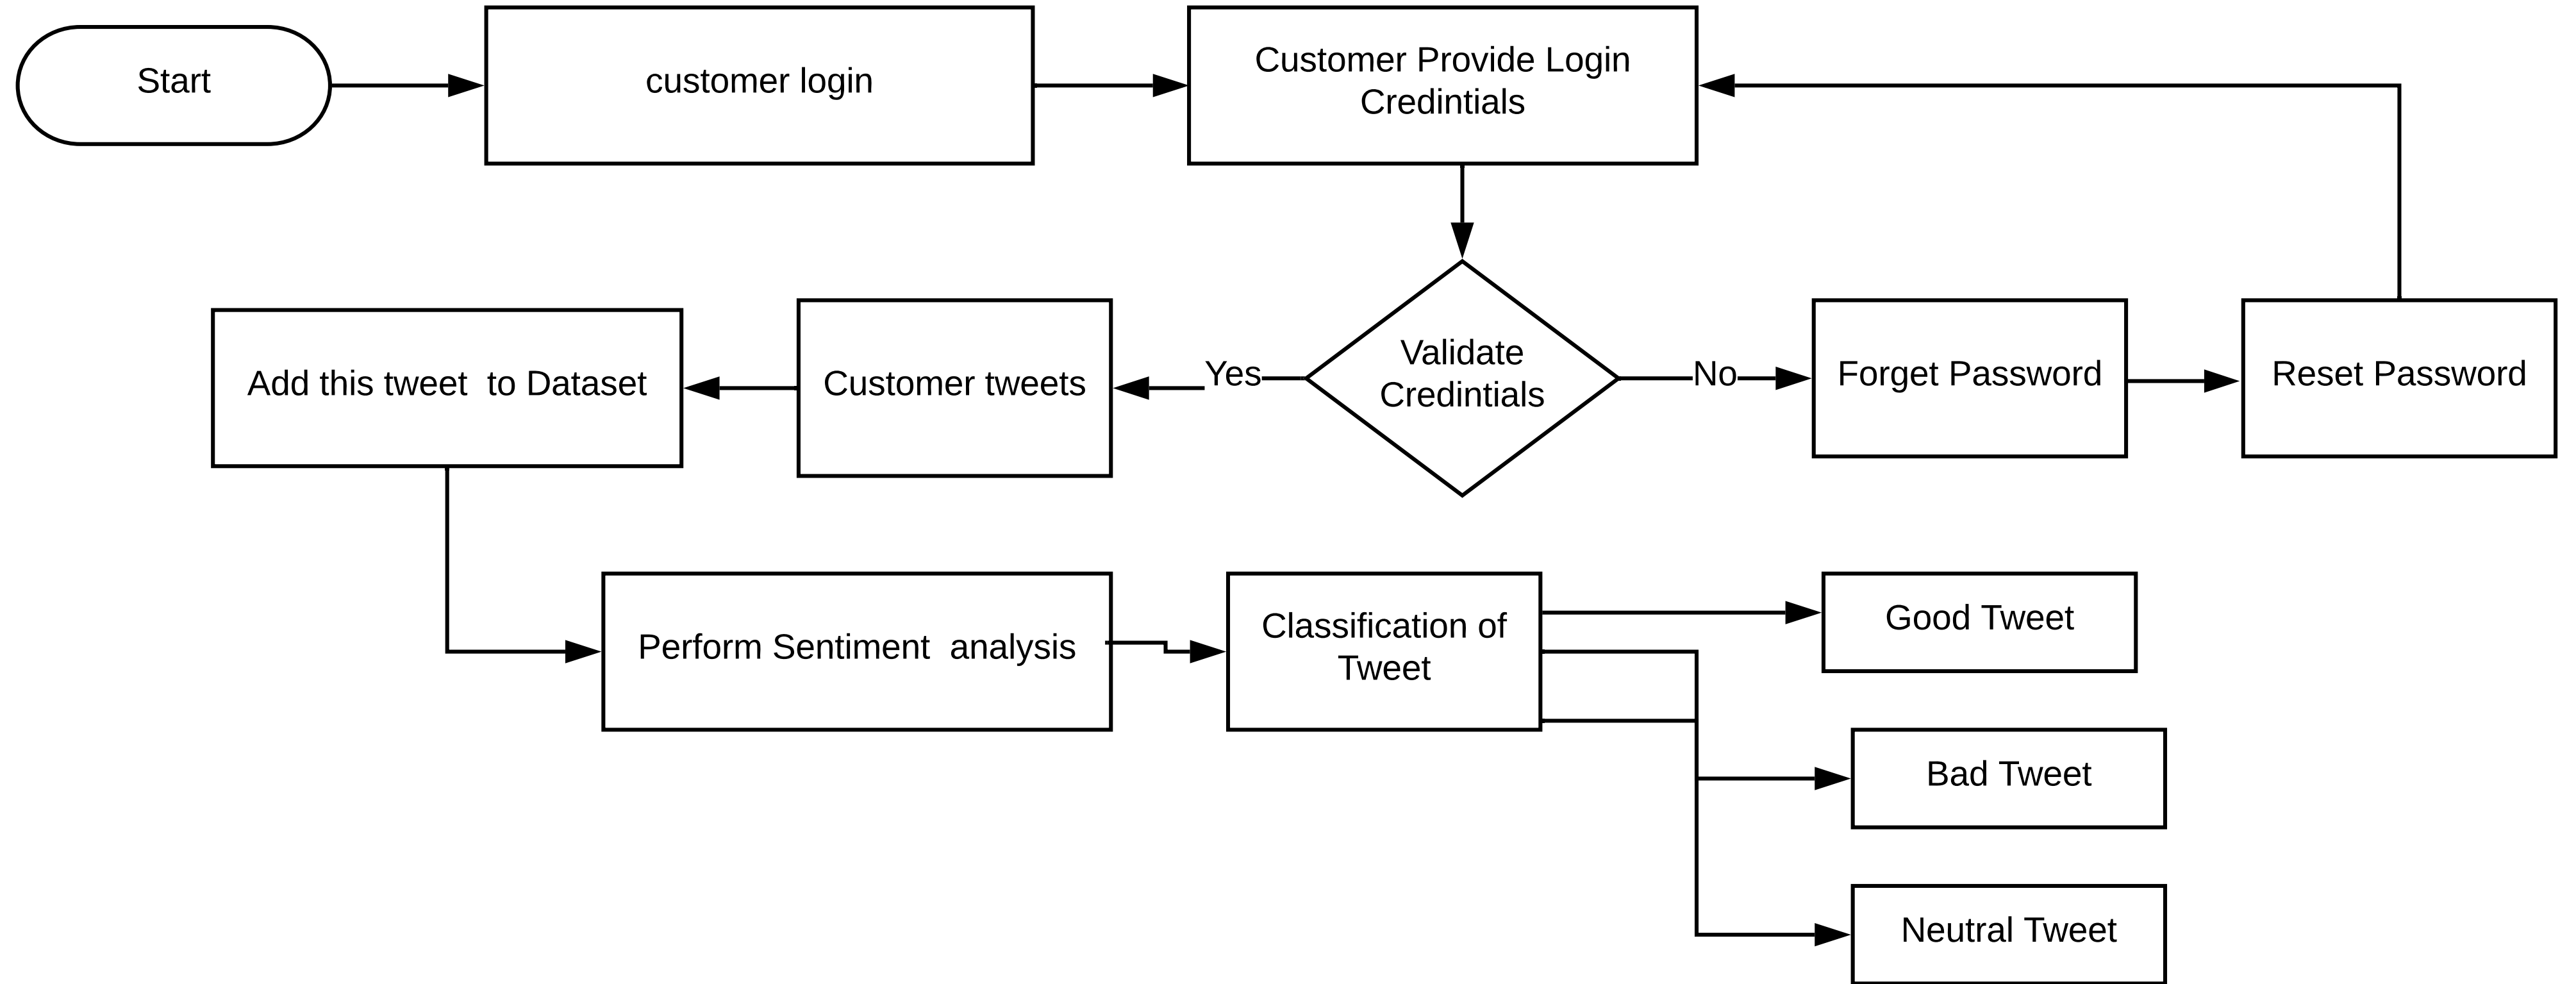 Start
customer login
Customer Provide Login
Credintials
Add this tweet  to Dataset
Customer tweets
Yes
Validate
Credintials
No
Forget Password
Reset Password
Perform Sentiment  analysis
Classification of
Tweet
Good Tweet
Bad Tweet
Neutral Tweet